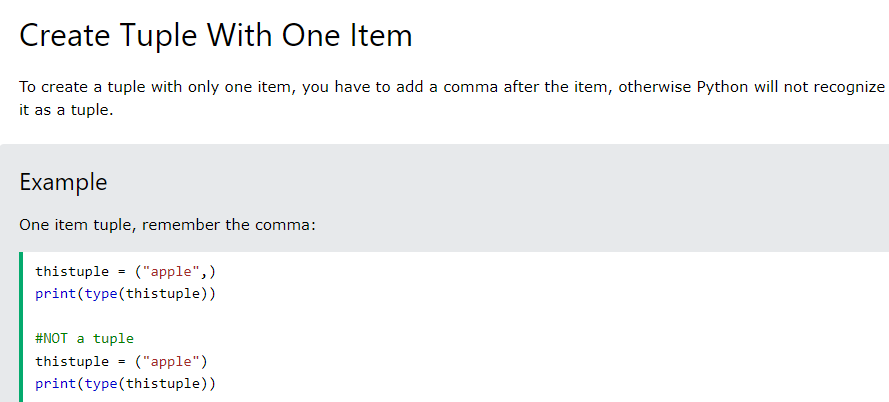 Create Tuple With One Item
To create a tuple with only one item, you have to add a comma after the item, otherwise Python will not recognize
it as a tuple.
Example
One item tuple, remember the comma:
thistuple = ("apple",)
print(type(thistuple))
#NOT a tuple
thistuple = ("apple")
print(type(thistuple))